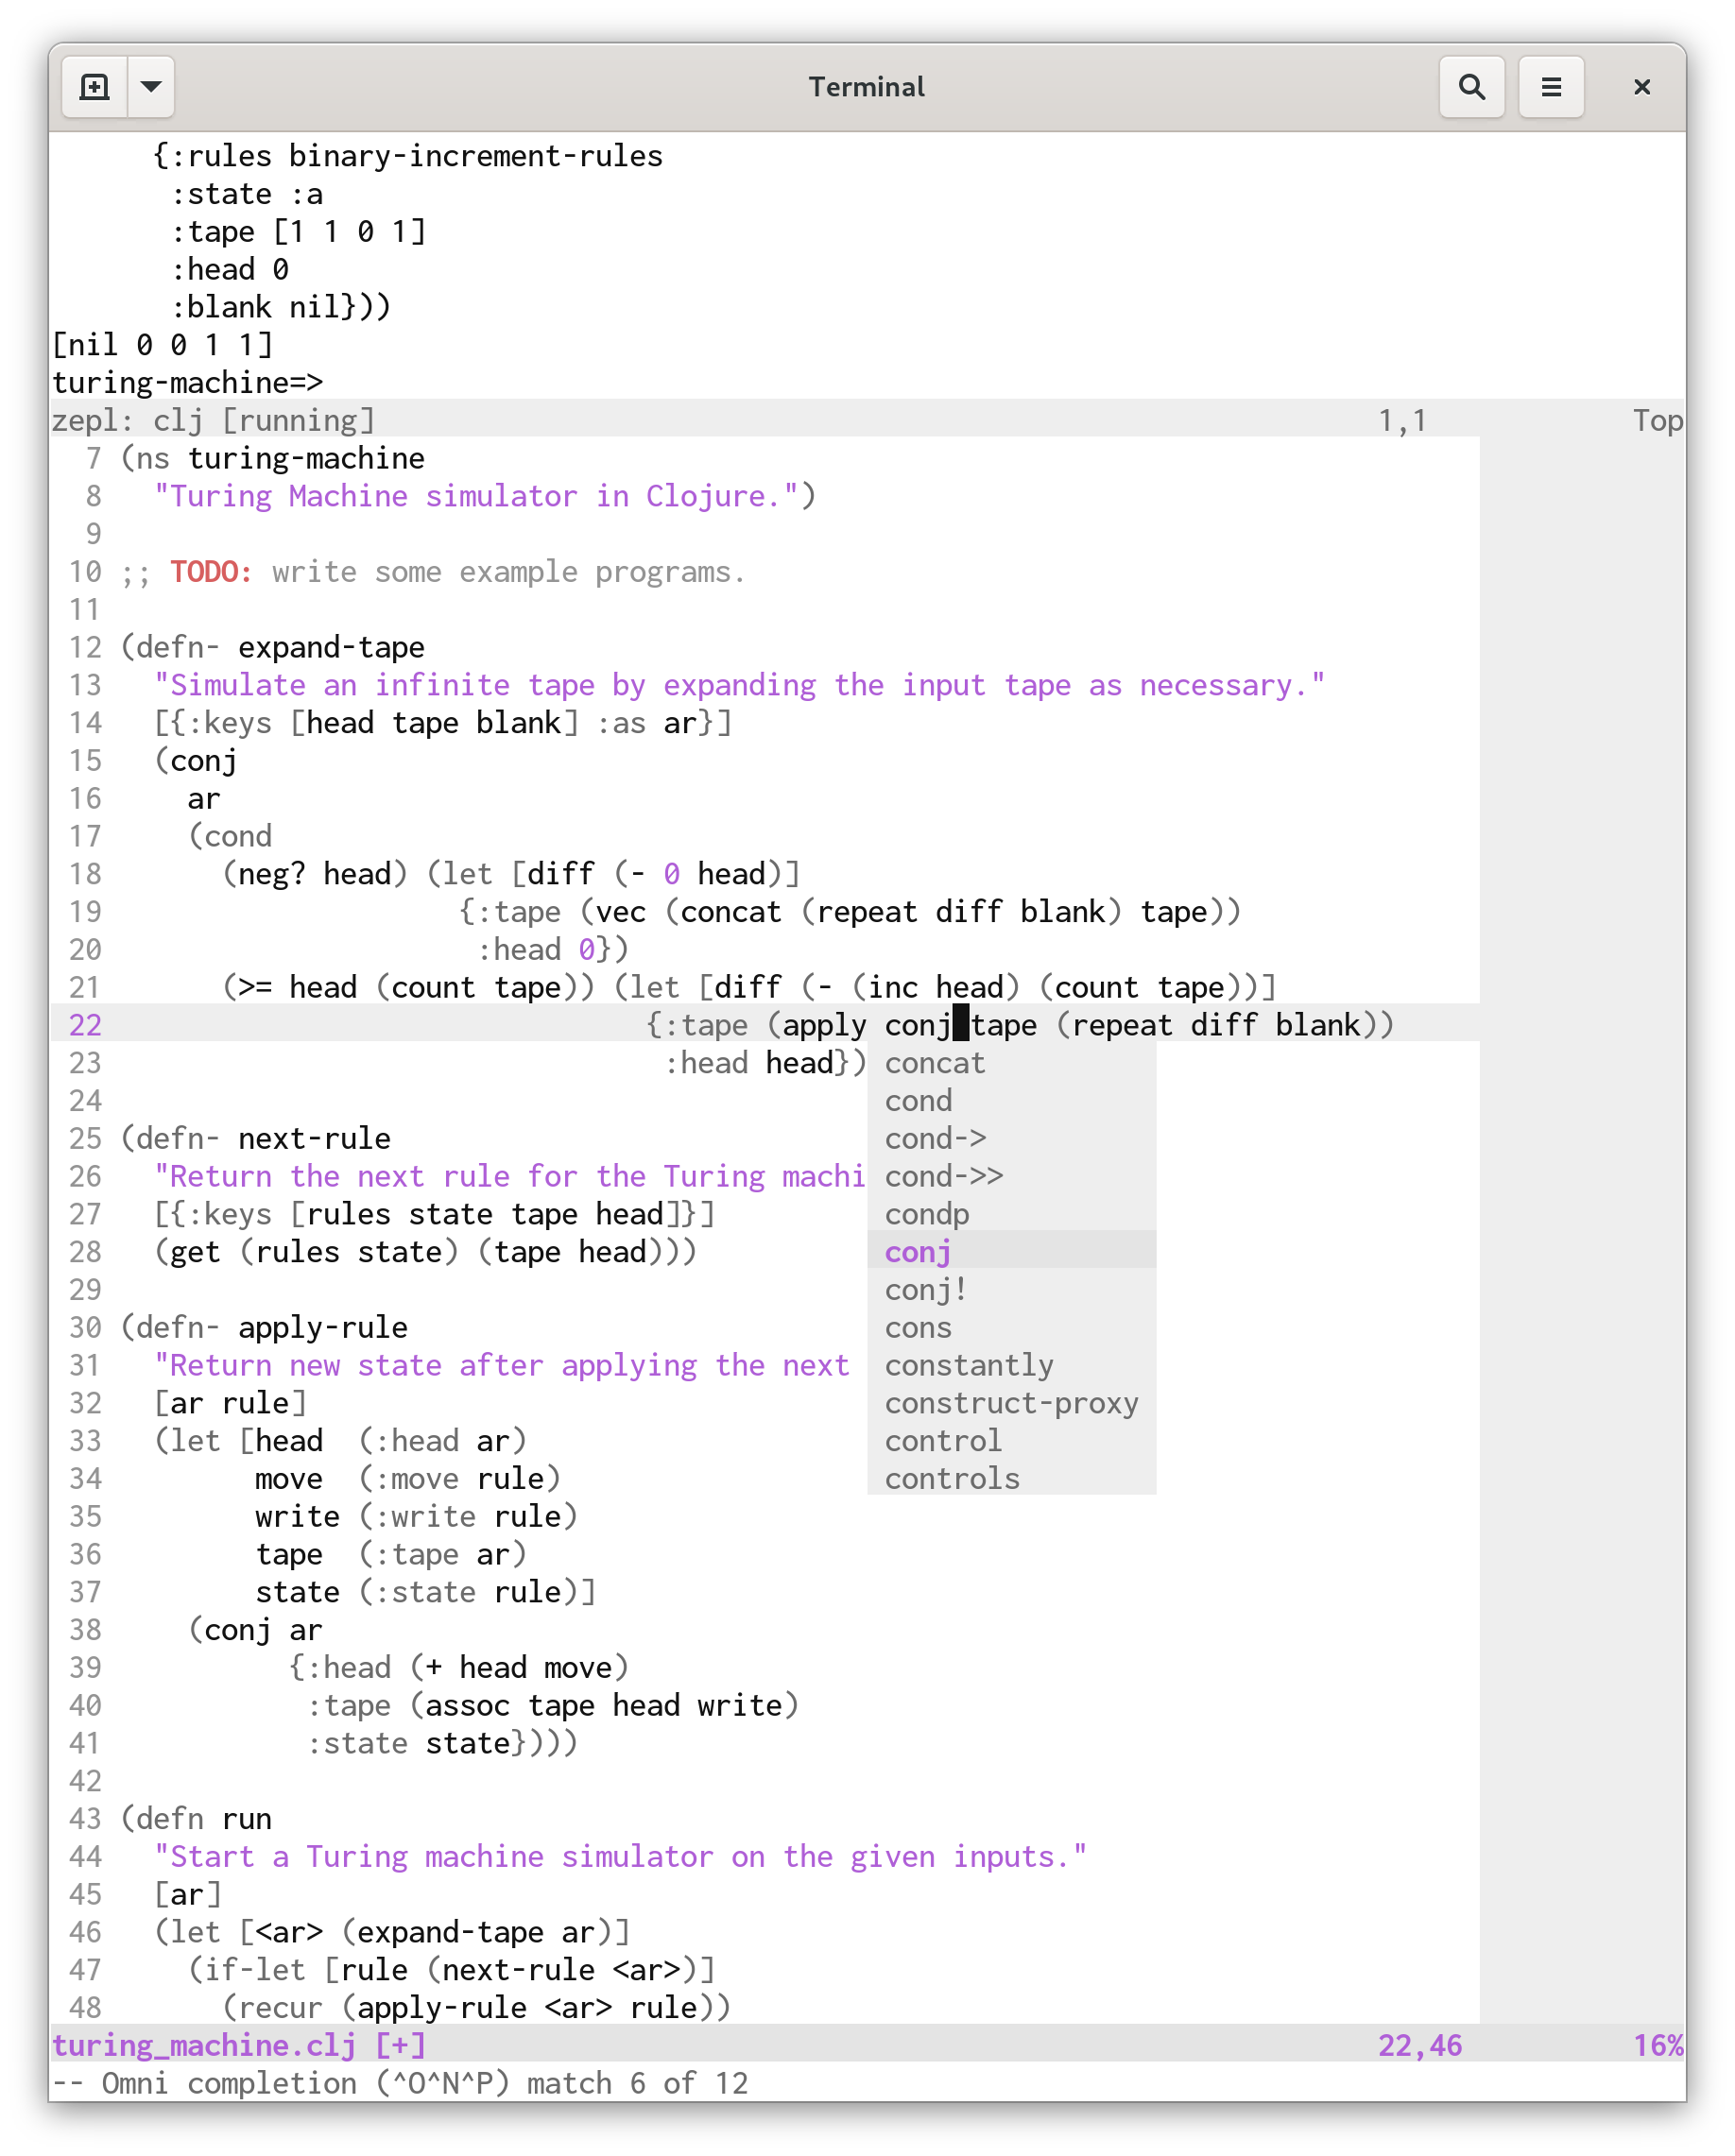 Terminal
      {:rules binary-increment-rules
       :state :a
       :tape [1 1 0 1]
       :head 0
       :blank nil}))
[nil 0 0 1 1]
turing-machine=>
zepl: clj [running] 1,1 Top
7 (ns turing-machine
8   "Turing Machine simulator in Clojure.")
9
10 ;; TODO: write some example programs.
11
12 (defn- expand-tape
13   "Simulate an infinite tape by expanding the input tape as necessary."
14   [{:keys [head tape blank] :as ar}]
15   (conj
16     ar
17     (cond
18       (neg? head) (let [diff (- 0 head)]
19                     {:tape (vec (concat (repeat diff blank) tape))
20                      :head 0})
21       (>= head (count tape)) (let [diff (- (inc head) (count tape))]
22                                {:tape (apply conj tape (repeat diff blank))
23                                 :head head}) concat
24 cond
25 (defn- next-rule cond->
26   "Return the next rule for the Turing machi cond->>
27   [{:keys [rules state tape head]}] condp
28   (get (rules state) (tape head))) conj
29 conj!
30 (defn- apply-rule cons
31   "Return new state after applying the next constantly
32   [ar rule] construct-proxy
33   (let [head  (:head ar) control
34         move  (:move rule) controls
35         write (:write rule)
36         tape  (:tape ar)
37         state (:state rule)]
38     (conj ar
39           {:head (+ head move)
40            :tape (assoc tape head write)
41            :state state})))
42
43 (defn run
44   "Start a Turing machine simulator on the given inputs."
45   [ar]
46   (let [<ar> (expand-tape ar)]
47     (if-let [rule (next-rule <ar>)]
48       (recur (apply-rule <ar> rule))
turing_machine.clj [+] 22,46 16%
-- Omni completion (^O^N^P) match 6 of 12